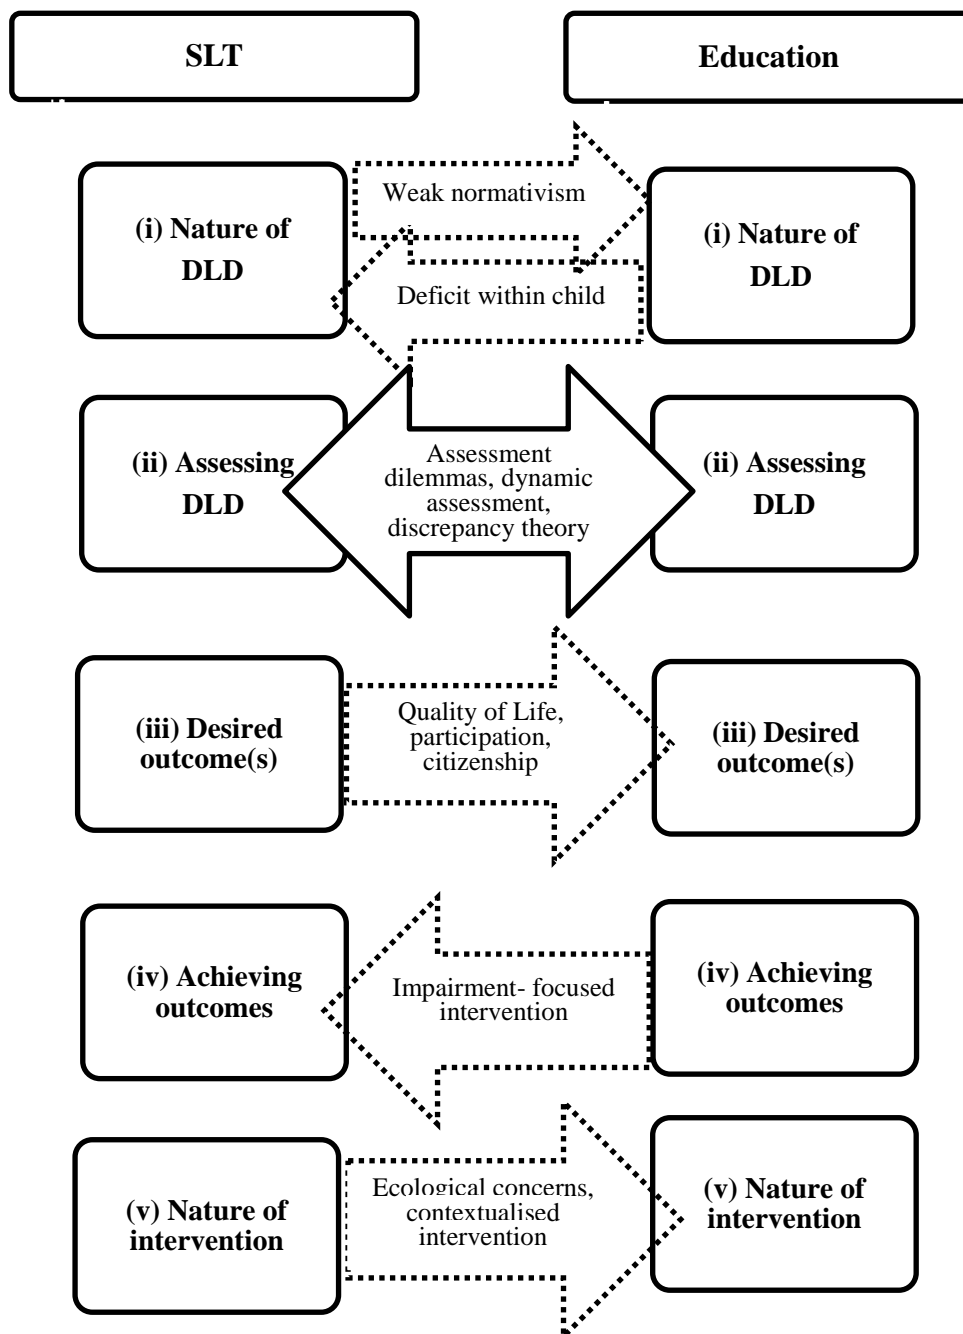 SLT
Education
(i) Nature of
DLD
Weak normativism
Deficit within child
(i) Nature of
DLD
(ii) Assessing
DLD
Assessment
dilemmas, dynamic
assessment,
discrepancy theory
(ii) Assessing
DLD
(iii) Desired
outcome(s)
Quality of Life,
participation,
citizenship
(iii) Desired
outcome(s)
(iv) Achieving
outcomes
Impairment- focused
intervention
(iv) Achieving
outcomes
(v) Nature of
intervention
Ecological concerns,
contextualised
intervention
(v) Nature of
intervention